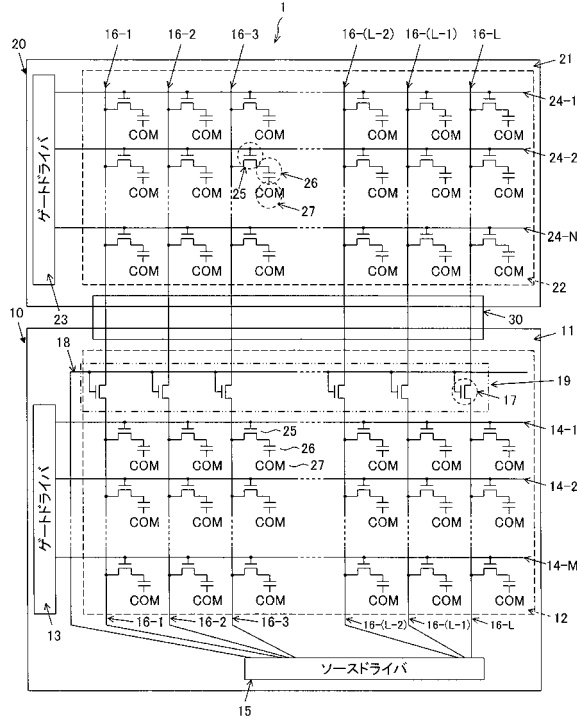 1
16-1 16-2 16-3 16-(L-2) 16-(L-1) 16-L
20 21
24-1
COM COM COM COM COM COM
24-2
COM COM COM COM COM COM
25 26
27
ゲートドライバ
24-N
COM COM COM COM COM COM
23 22
10 30 11
18
19
17
25
14-1
26
COM COM COM 27 COM COM COM
14-2
ゲートドライバ
COM COM COM COM COM COM
14-M
COM COM COM COM COM COM
13 16-1 16-2 16-3 16-(L-2) 16-(L-1) 16-L 12
ソースドライバ
15